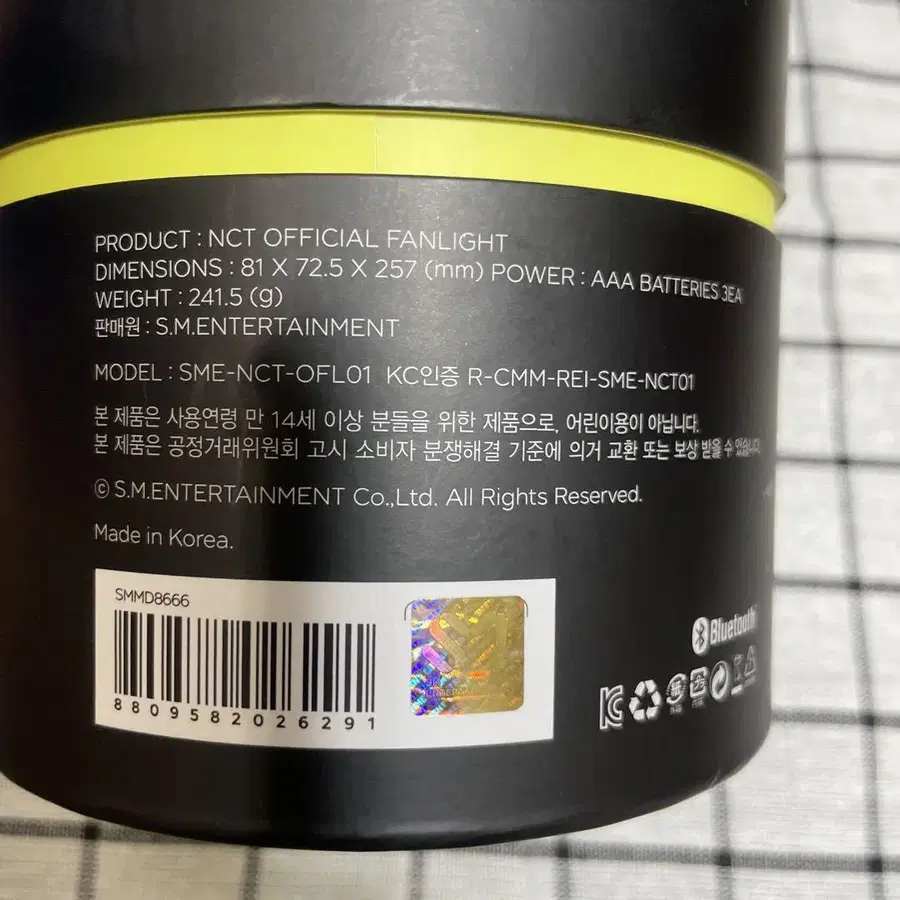 PRODUCT : NCT OFFICIAL FANLIGHT
DIMENSIONS : 81 X 72.5 X 257 (mm) POWER : AAA BATTERIES 3EA
WEIGHT : 241.5 (g)
판매원 : S.M.ENTERTAINMENT
MODEL : SME-NCT-OFL01 KC인증 R-CMM-REI-SME-NCT01
본 제품은 사용연령 만 14세 이상 분들을 위한 제품으로, 어린이용이 아닙니다.
본 제품은 공정거래위원회 고시 소비자 분쟁해결 기준에 의거 교환 또는 보상 받을 수 있습니다.
© S.M.ENTERTAINMENT Co.,Ltd. All Rights Reserved.
Made in Korea.
SMMD8666
8809582026291
Bluetooth